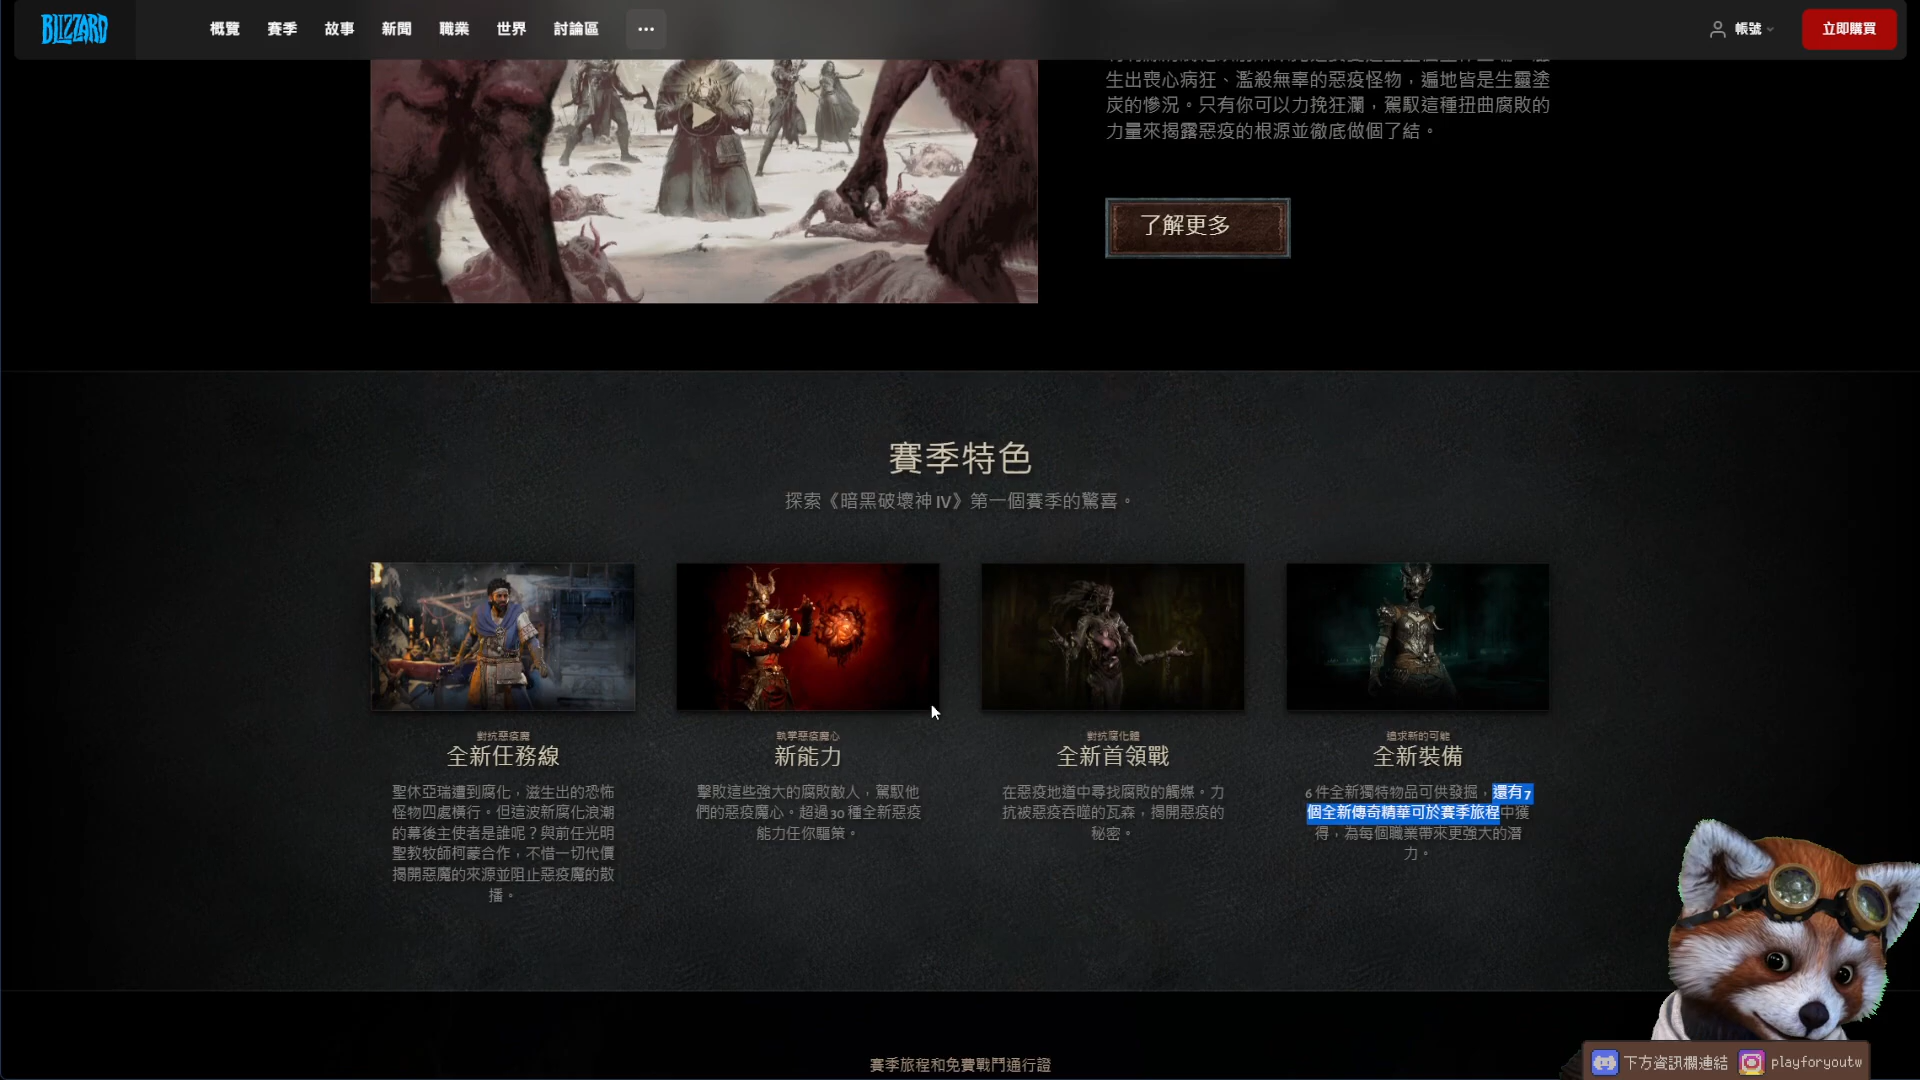 BLIZZARD
概覽
賽季
故事
新聞
職業
世界
討論區
帳號
立即購買
生出喪心病狂、濫殺無辜的惡疫怪物，遍地皆是生靈塗
炭的慘況。只有你可以力挽狂瀾，駕馭這種扭曲腐敗的
力量來揭露惡疫的根源並徹底做個了結。
了解更多
賽季特色
探索《暗黑破壞神 IV》第一個賽季的驚喜。
對抗惡疫魔
全新任務線
聖休亞瑞遭到腐化，滋生出的恐怖
怪物四處橫行。但這波新腐化浪潮
的幕後主使者是誰呢？與前任光明
聖教牧師柯蒙合作，不惜一切代價
揭開惡魔的來源並阻止惡疫魔的散
播。
執掌惡疫魔心
新能力
擊敗這些強大的腐敗敵人，駕馭他
們的惡疫魔心。超過 30 種全新惡疫
能力任你驅策。
對抗腐化體
全新首領戰
在惡疫地道中尋找腐敗的觸媒。力
抗被惡疫吞噬的瓦森，揭開惡疫的
秘密。
追求新的可能
全新裝備
6 件全新獨特物品可供發掘，還有 7
個全新傳奇精華可於賽季旅程中獲
得，為每個職業帶來更強大的潛
力。
賽季旅程和免費戰鬥通行證
下方資訊欄連結
playforyoutw